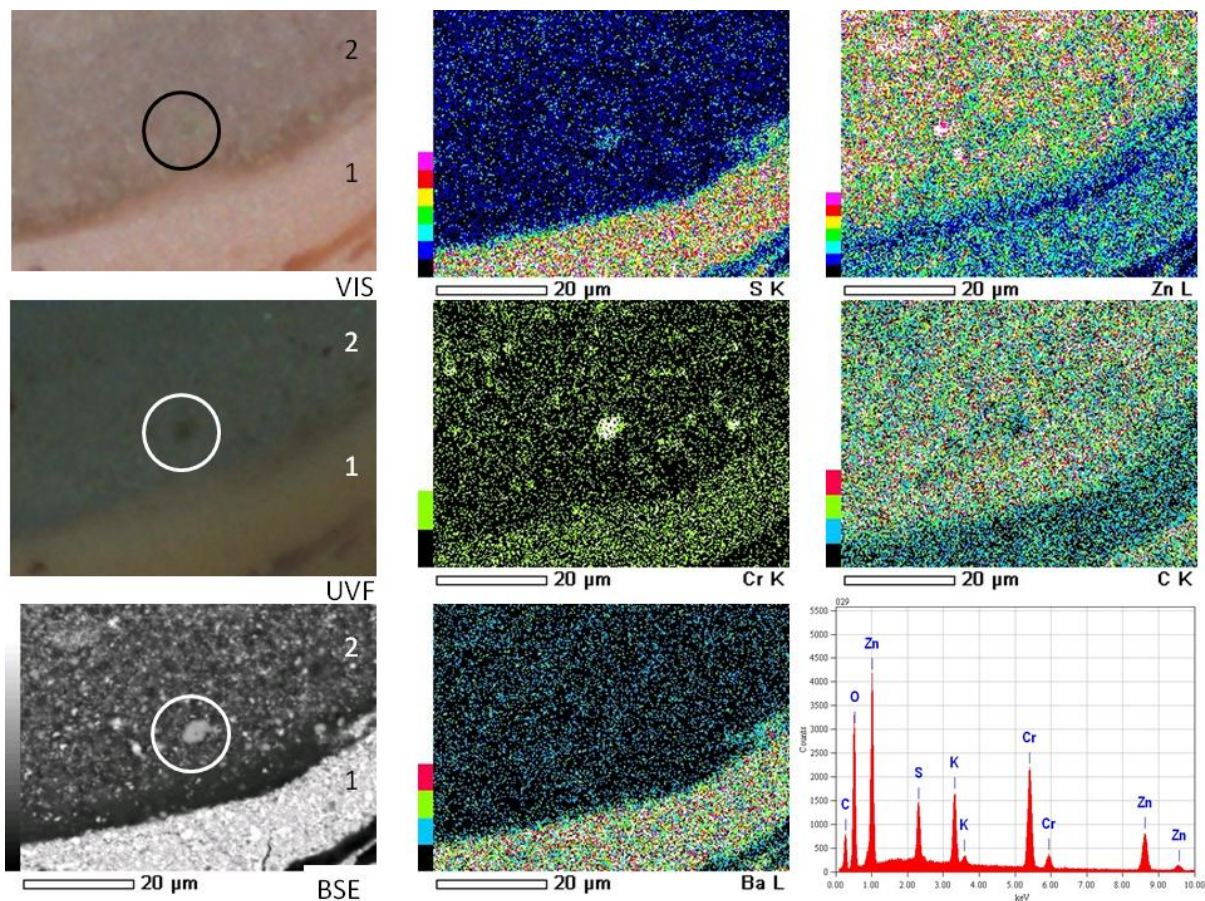 2
1
VIS
20 µm
S K
20 µm
Zn L
2
1
UVF
20 µm
Cr K
20 µm
C K
2
1
20 µm
BSE
20 µm
Ba L
029
Counts
5500
5000
4500
4000
3500
3000
2500
2000
1500
1000
500
0
C
O
Zn
S
K
K
Cr
Cr
Zn
Zn
0.00 1.00 2.00 3.00 4.00 5.00 6.00 7.00 8.00 9.00 10.00
keV